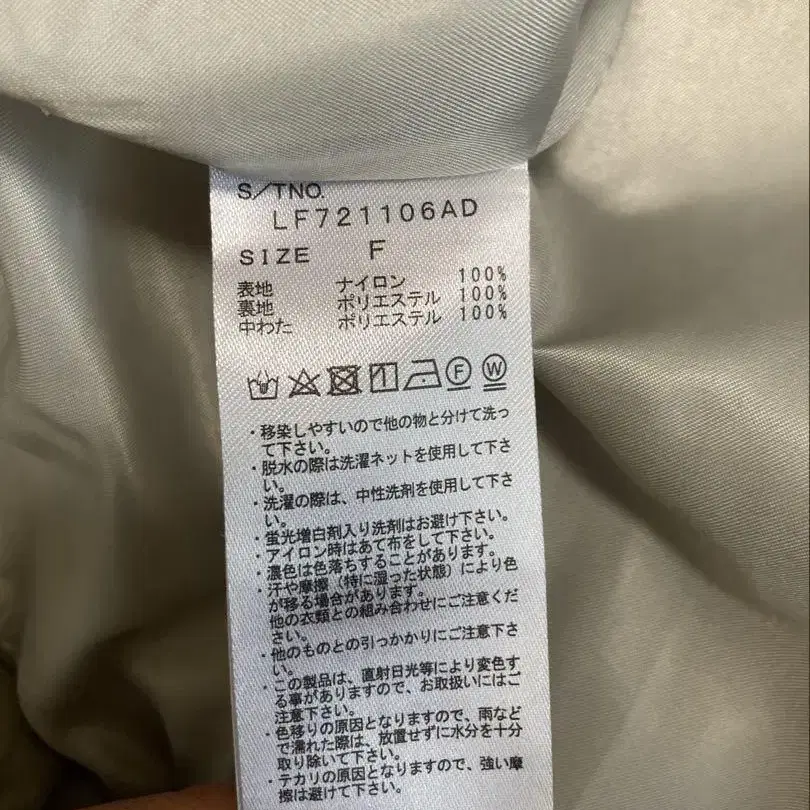 S/TNO.
LF721106AD
SIZE F
表地 ナイロン 100%
裏地 ポリエステル 100%
中わた ポリエステル 100%
F W
・移染しやすいので他の物と分けて洗っ
て下さい。
・脱水の際は洗濯ネットを使用して下さ
い。
・洗濯の際は、中性洗剤を使用して下さ
い。
・蛍光増白剤入り洗剤はお避け下さい。
・アイロン時はあて布をして下さい。
・濃色は色落ちすることがあります。
・汗や摩擦（特に湿った状態）により色
が移る場合があります。
他の衣類との組み合わせにご注意くだ
さい。
・他のものとの引っかかりにご注意下さ
い。
・この製品は、直射日光等により変色す
る事がありますので、お取扱いにはご
注意下さい。
・色移りの原因となりますので、雨など
で濡れた際は、放置せずに水分を十分
取り除いて下さい。
・テカリの原因となりますので、強い摩
擦は避けて下さい。